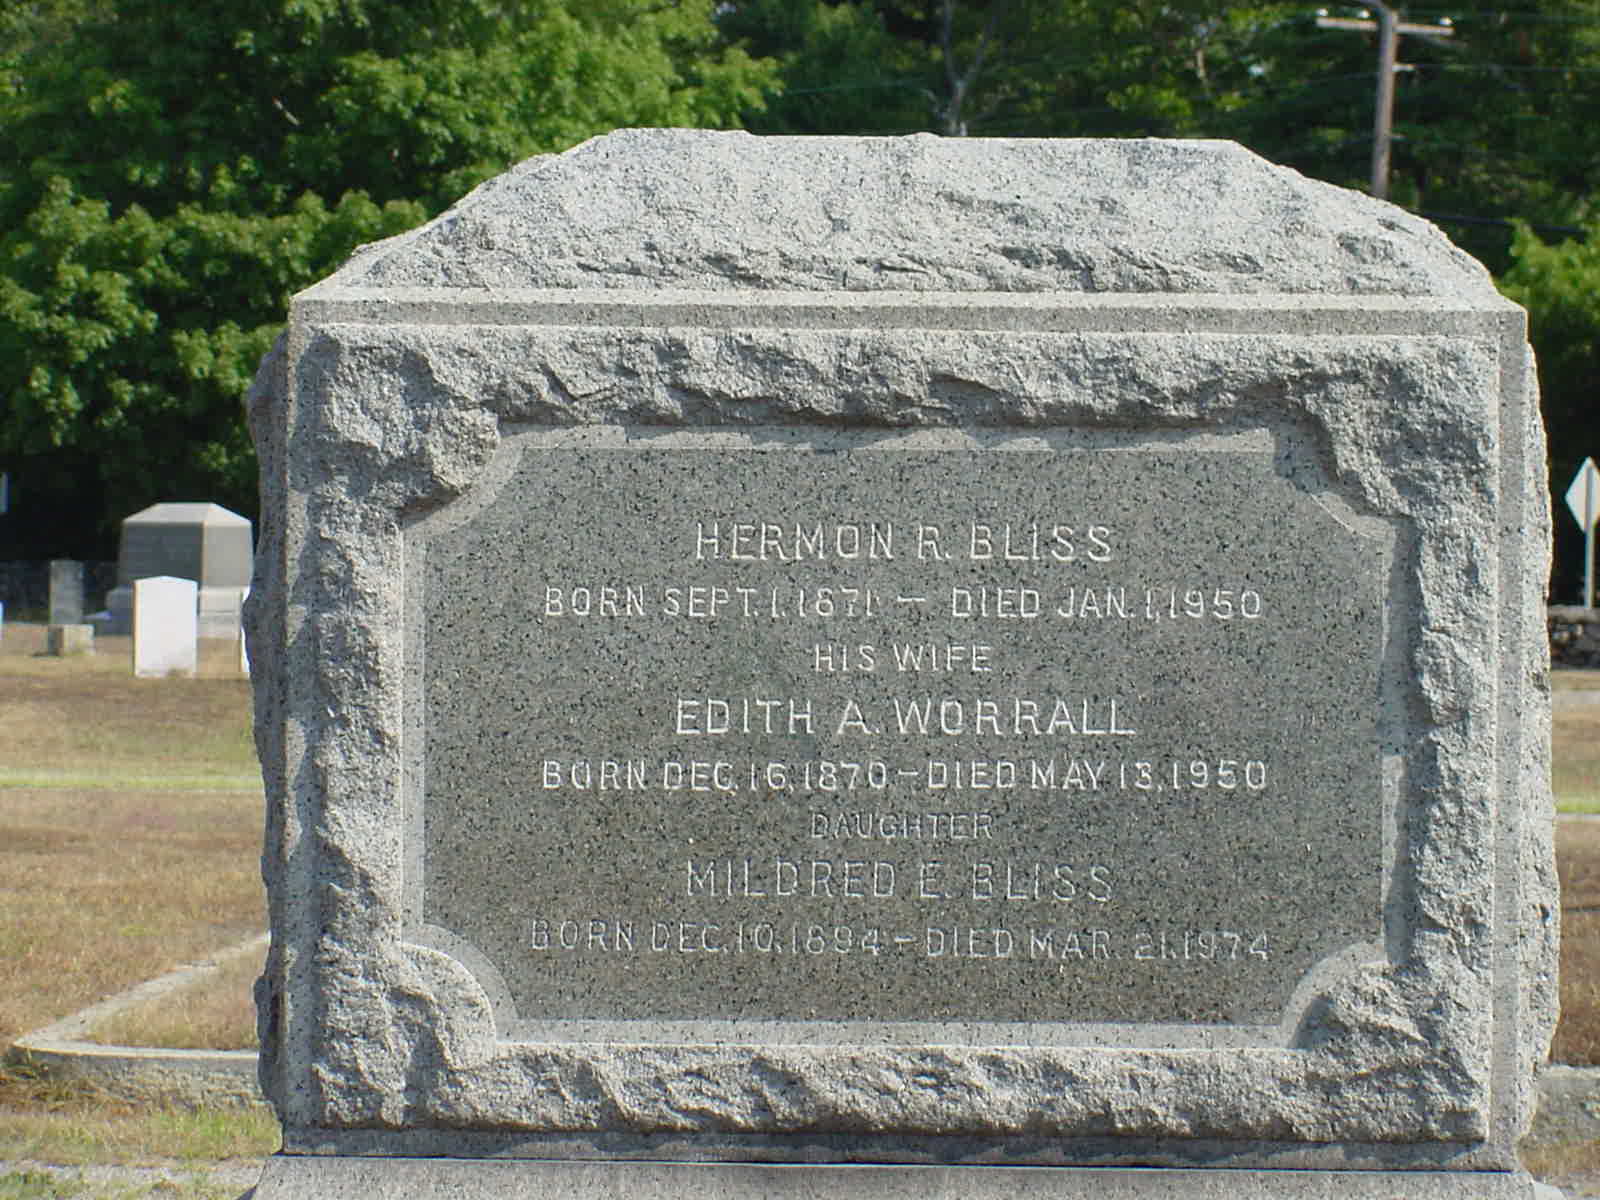 HERMON R. BLISS
BORN SEPT. 1, 1871 — DIED JAN. 1, 1950
HIS WIFE
EDITH A. WORRALL
BORN DEC. 16, 1870 — DIED MAY 13, 1950
DAUGHTER
MILDRED E. BLISS
BORN DEC. 10, 1894 — DIED MAR. 21, 1974